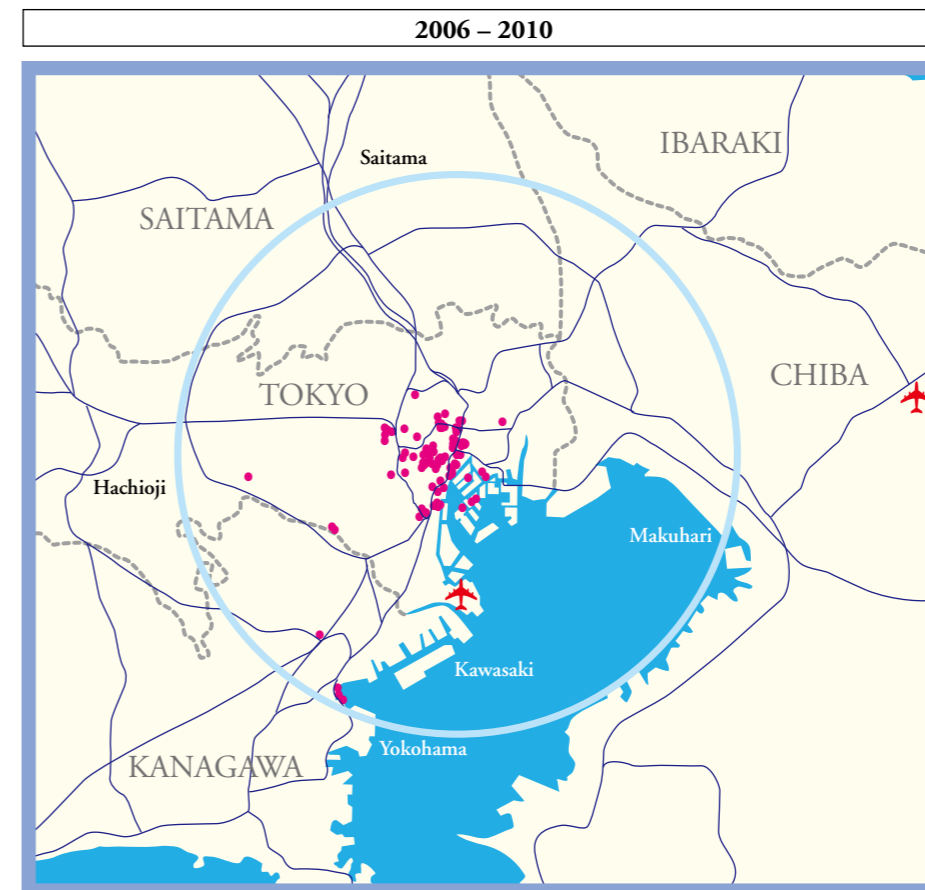 2006 – 2010
IBARAKI
Saitama
SAITAMA
CHIBA
TOKYO
Hachioji
Makuhari
Kawasaki
Yokohama
KANAGAWA